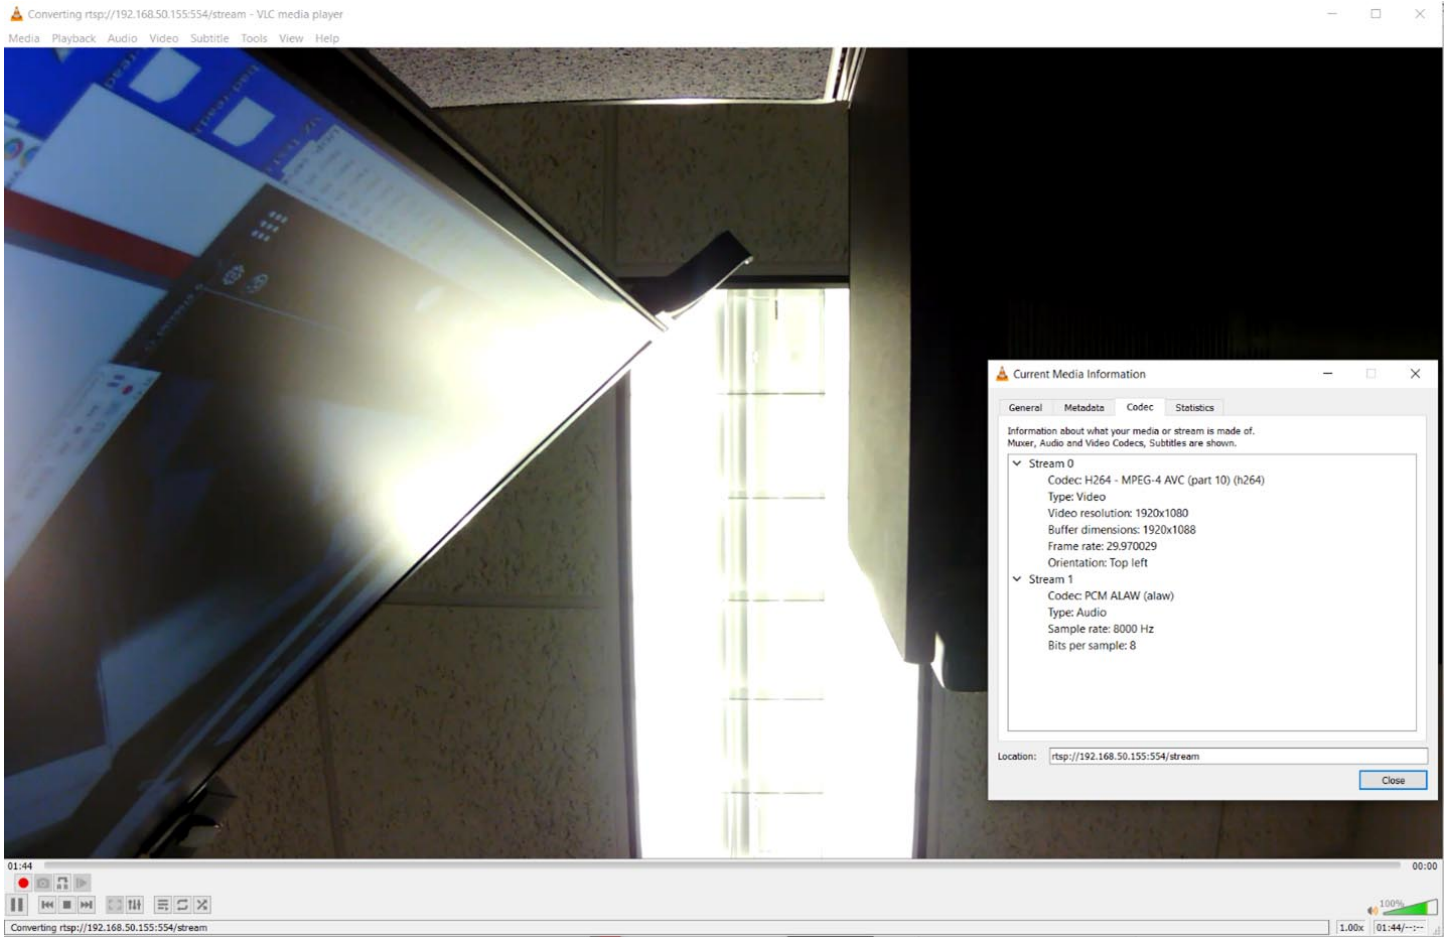 Converting rtsp://192.168.50.155:554/stream - VLC media player
Media Playback Audio Video Subtitle Tools View Help
Current Media Information
General Metadata Codec Statistics
Information about what your media or stream is made of.
Muxer, Audio and Video Codecs, Subtitles are shown.
Stream 0
Codec: H264 - MPEG-4 AVC (part 10) (h264)
Type: Video
Video resolution: 1920x1080
Buffer dimensions: 1920x1088
Frame rate: 29.970029
Orientation: Top left
Stream 1
Codec: PCM ALAW (alaw)
Type: Audio
Sample rate: 8000 Hz
Bits per sample: 8
Location: rtsp://192.168.50.155:554/stream
Close
01:44 00:00
100%
Converting rtsp://192.168.50.155:554/stream 1.00x 01:44/--:--